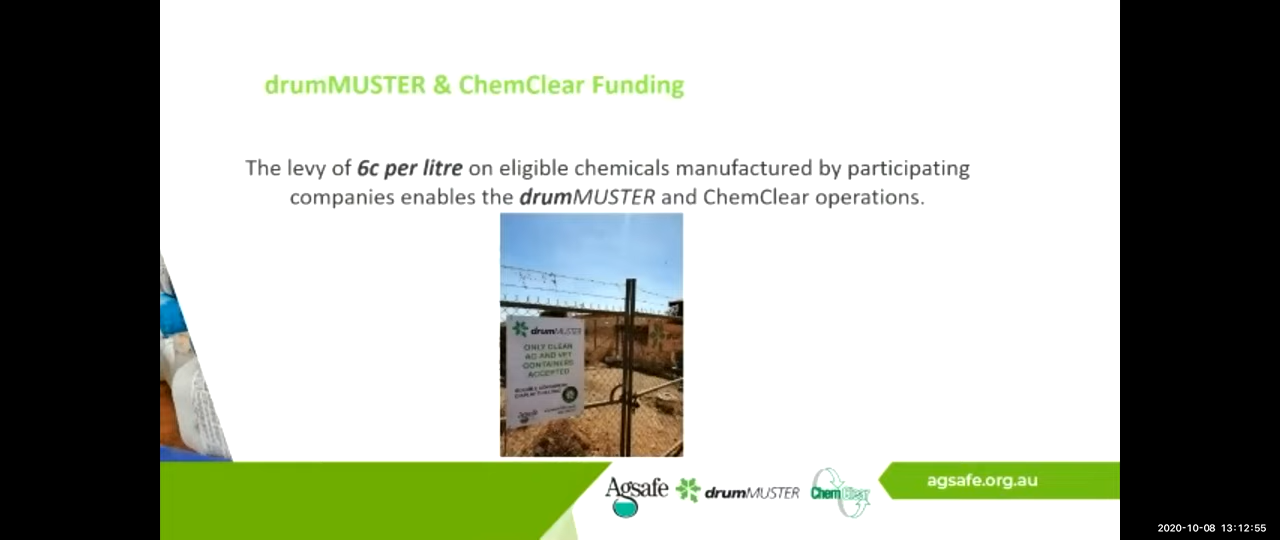 drumMUSTER & ChemClear Funding
The levy of 6c per litre on eligible chemicals manufactured by participating
companies enables the drumMUSTER and ChemClear operations.
drumMUSTER
ONLY CLEAN
AG AND VET
CONTAINERS
ACCEPTED
Agsafe
Agsafe
drumMUSTER
ChemClear
agsafe.org.au
2020-10-08 13:12:55